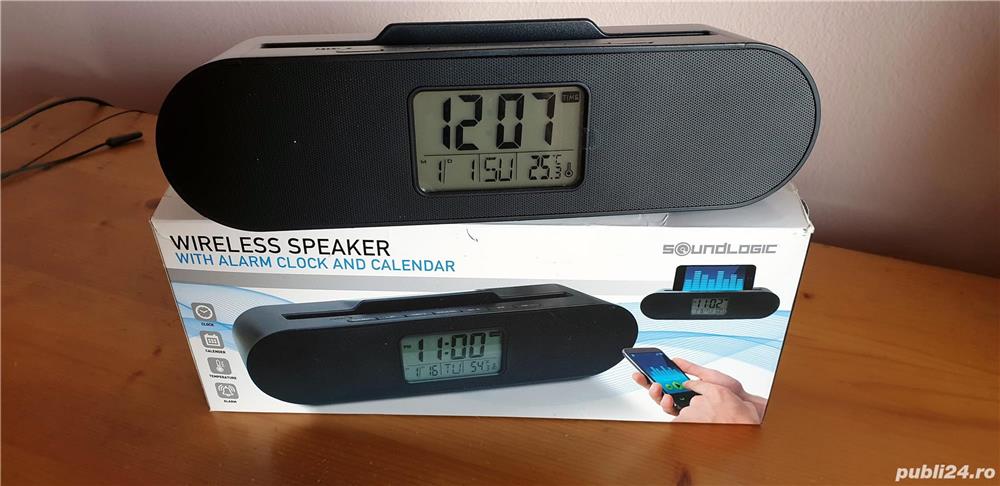 12:07 TIME
M D
1 1 SU 25.3 °C
WIRELESS SPEAKER
WITH ALARM CLOCK AND CALENDAR
SOUNDLOGIC
CLOCK
CALENDER
TEMPERATURE
ALARM
PM 11:00
1 16 TU 54
11:02
publi24.ro